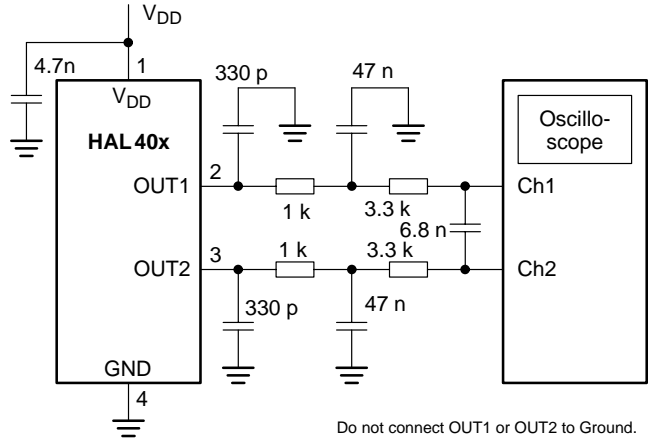 VDD
4.7n
1
330 p
47 n
VDD
HAL 40x
Oscillo-
scope
2
OUT1
Ch1
1 k
3.3 k
6.8 n
3
1 k
3.3 k
OUT2
Ch2
330 p
47 n
GND
4
Do not connect OUT1 or OUT2 to Ground.